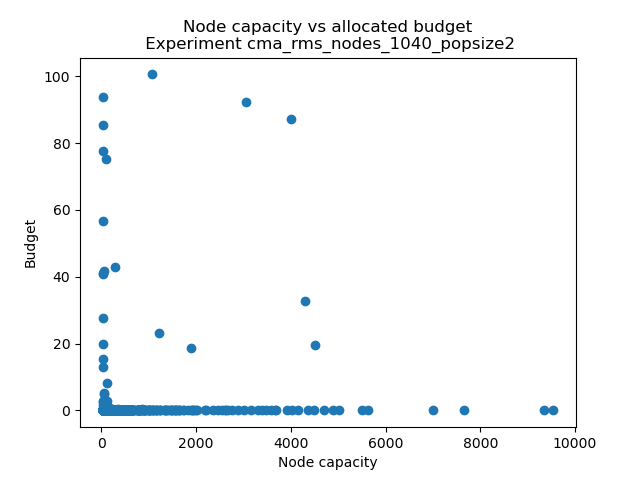 Node capacity vs allocated budget
Experiment cma_rms_nodes_1040_popsize2
100
80
60
40
20
0
Budget
0 2000 4000 6000 8000 10000
Node capacity